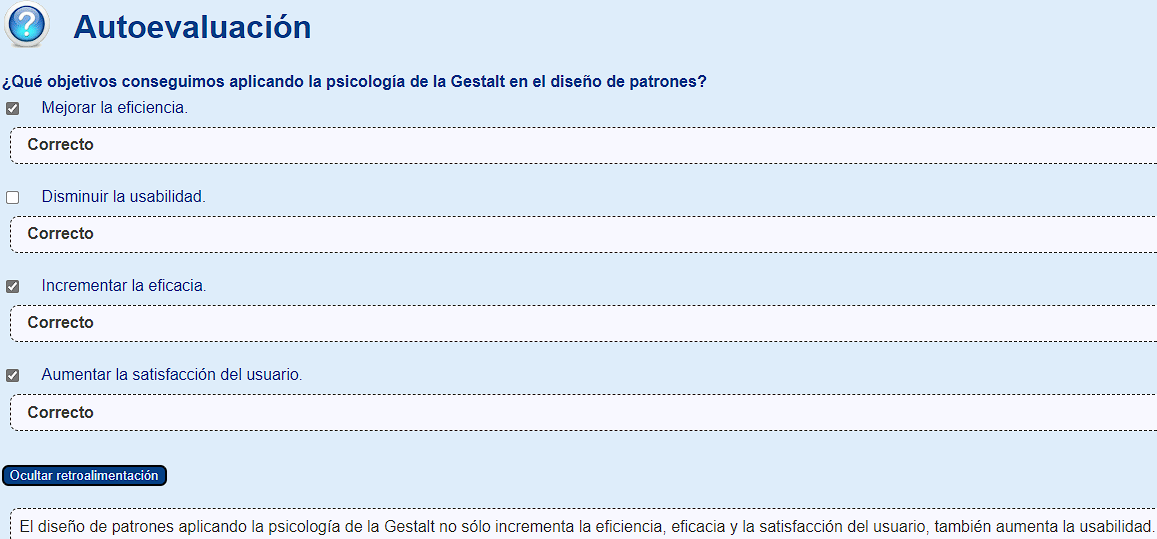 Autoevaluación
¿Qué objetivos conseguimos aplicando la psicología de la Gestalt en el diseño de patrones?
Mejorar la eficiencia.
Correcto
Disminuir la usabilidad.
Correcto
Incrementar la eficacia.
Correcto
Aumentar la satisfacción del usuario.
Correcto
Ocultar retroalimentación
El diseño de patrones aplicando la psicología de la Gestalt no sólo incrementa la eficiencia, eficacia y la satisfacción del usuario, también aumenta la usabilidad.